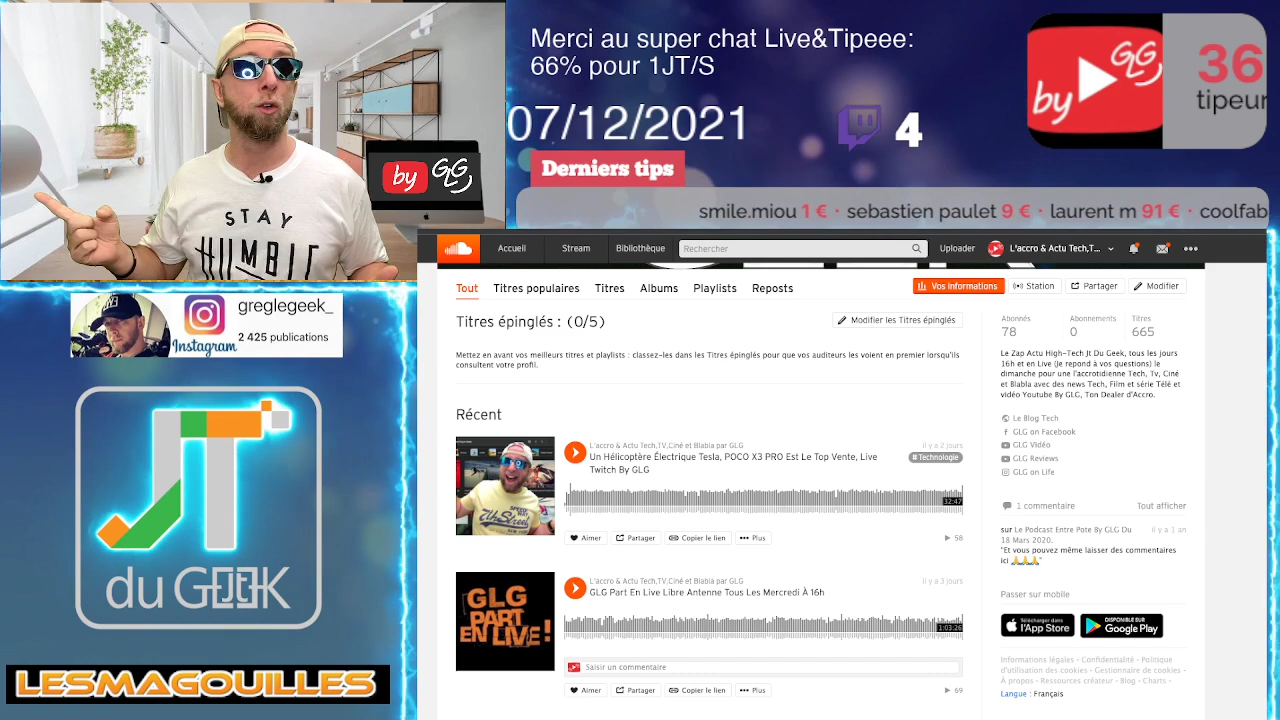 Merci au super chat Live&Tipeee:
66% pour 1JT/S
07/12/2021
4
by GLG
36
tipeur
Derniers tips
smile.miou 1 € · sebastien paulet 9 € · laurent m 91 € · coolfab
by GLG
STAY
HUMBLE
greglegeek_
2 425 publications
Instagram
du GEEK
LESMAGOUILLES
Accueil
Stream
Bibliothèque
Rechercher
Uploader
L'accro & Actu Tech,T...
Tout
Titres populaires
Titres
Albums
Playlists
Reposts
Vos informations
Station
Partager
Modifier
Titres épinglés : (0/5)
Modifier les Titres épinglés
Mettez en avant vos meilleurs titres et playlists : classez-les dans les Titres épinglés pour que vos auditeurs les voient en premier lorsqu'ils
consultent votre profil.
Récent
L'accro & Actu Tech,TV,Ciné et Blabla par GLG
il y a 2 jours
Un Hélicoptère Électrique Tesla, POCO X3 PRO Est Le Top Vente, Live
Twitch By GLG
# Technologie
32:47
Aimer
Partager
Copier le lien
Plus
58
GLG
PART
EN LIVE!
L'accro & Actu Tech,TV,Ciné et Blabla par GLG
il y a 3 jours
GLG Part En Live Libre Antenne Tous Les Mercredi À 16h
1:03:26
Saisir un commentaire
Aimer
Partager
Copier le lien
Plus
69
Abonnés
78
Abonnements
0
Titres
665
Le Zap Actu High-Tech Jt Du Geek, tous les jours
16h et en Live (Je repond à vos questions) le
dimanche pour une l'accrotidienne Tech, Tv, Ciné
et Blabla avec des news Tech, Film et série Télé et
vidéo Youtube By GLG, Ton Dealer d'Accro.
Le Blog Tech
GLG on Facebook
GLG Vidéo
GLG Reviews
GLG on Life
1 commentaire
Tout afficher
sur Le Podcast Entre Pote By GLG Du
18 Mars 2020.
il y a 1 an
"Et vous pouvez même laisser des commentaires
ici 🙏🙏🙏"
Passer sur mobile
Télécharger dans
l'App Store
DISPONIBLE SUR
Google Play
Informations légales - Confidentialité - Politique
d'utilisation des cookies - Gestionnaire de cookies -
À propos - Ressources créateur - Blog - Charts -
Langue : Français